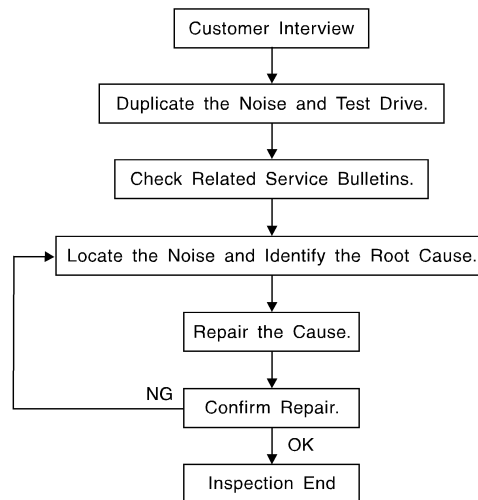 Customer Interview
Duplicate the Noise and Test Drive.
Check Related Service Bulletins.
Locate the Noise and Identify the Root Cause.
Repair the Cause.
NG
Confirm Repair.
OK
Inspection End